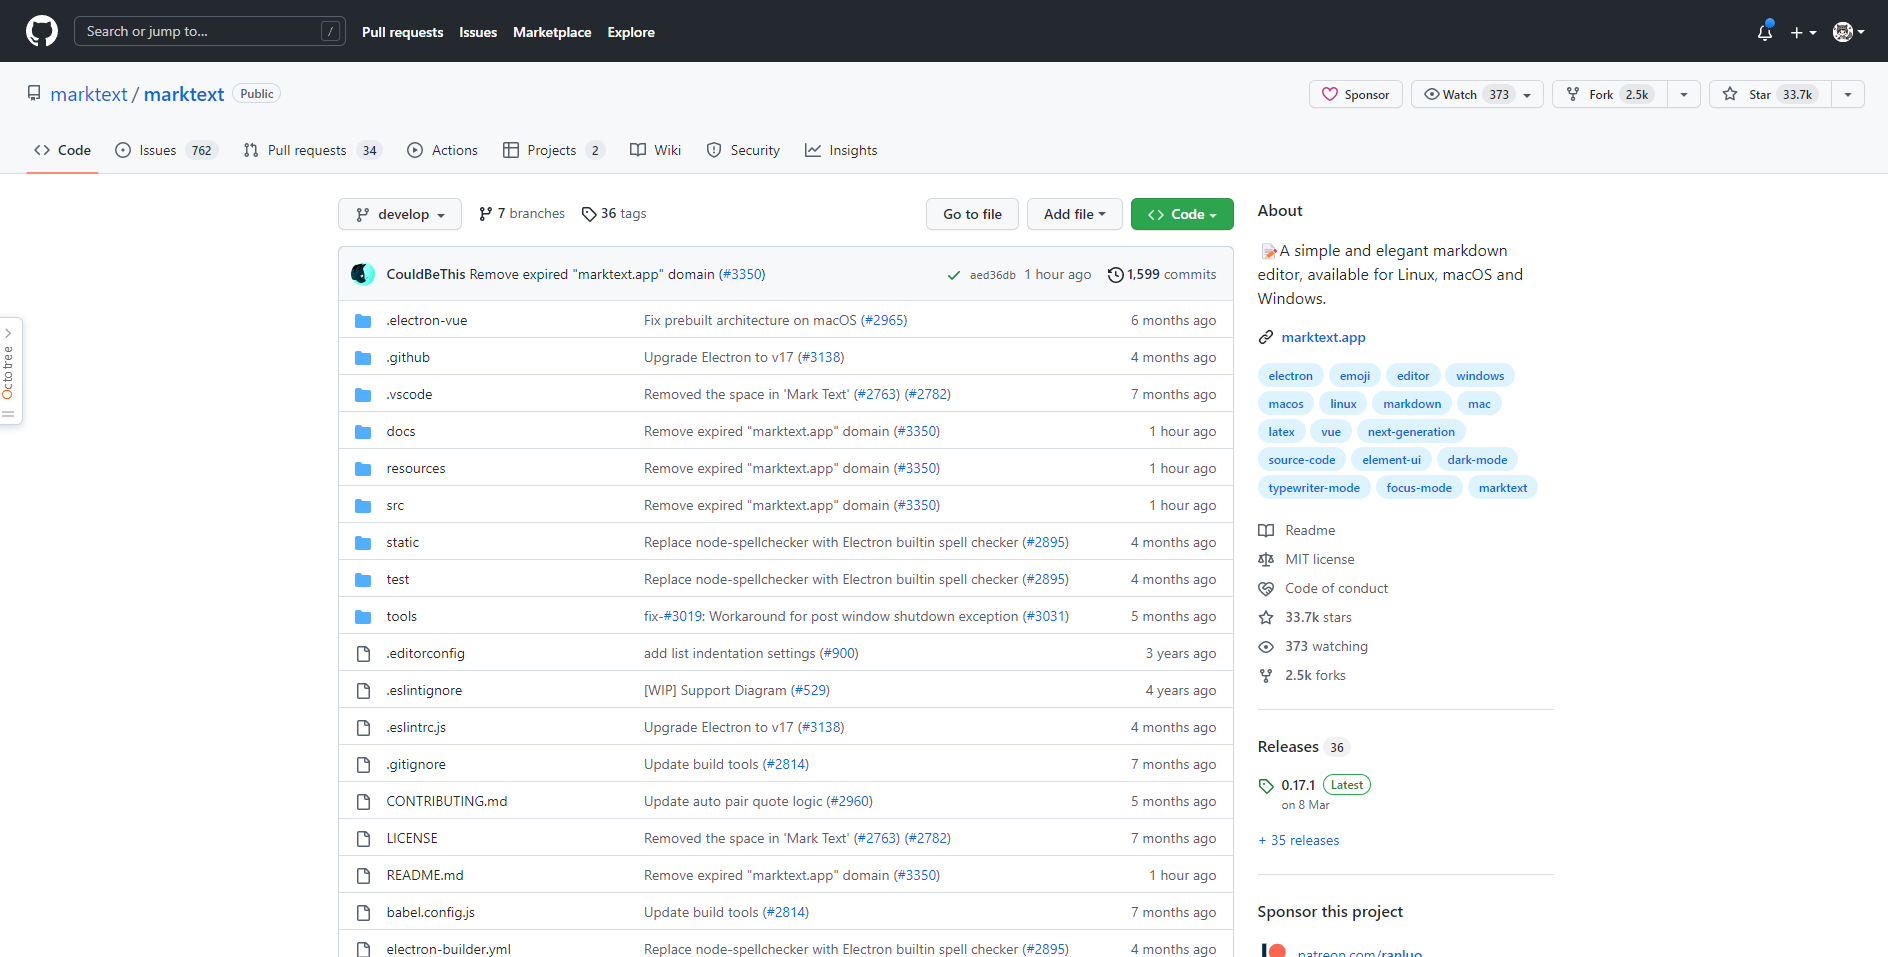 Search or jump to... /
Pull requests Issues Marketplace Explore
marktext / marktext Public
Sponsor Watch 373 Fork 2.5k Star 33.7k
Code Issues 762 Pull requests 34 Actions Projects 2 Wiki Security Insights
develop 7 branches 36 tags Go to file Add file Code
CouldBeThis Remove expired "marktext.app" domain (#3350) aed36db 1 hour ago 1,599 commits
.electron-vue Fix prebuilt architecture on macOS (#2965) 6 months ago
.github Upgrade Electron to v17 (#3138) 4 months ago
.vscode Removed the space in 'Mark Text' (#2763) (#2782) 7 months ago
docs Remove expired "marktext.app" domain (#3350) 1 hour ago
resources Remove expired "marktext.app" domain (#3350) 1 hour ago
src Remove expired "marktext.app" domain (#3350) 1 hour ago
static Replace node-spellchecker with Electron builtin spell checker (#2895) 4 months ago
test Replace node-spellchecker with Electron builtin spell checker (#2895) 4 months ago
tools fix-#3019: Workaround for post window shutdown exception (#3031) 5 months ago
.editorconfig add list indentation settings (#900) 3 years ago
.eslintignore [WIP] Support Diagram (#529) 4 years ago
.eslintrc.js Upgrade Electron to v17 (#3138) 4 months ago
.gitignore Update build tools (#2814) 7 months ago
CONTRIBUTING.md Update auto pair quote logic (#2960) 5 months ago
LICENSE Removed the space in 'Mark Text' (#2763) (#2782) 7 months ago
README.md Remove expired "marktext.app" domain (#3350) 1 hour ago
babel.config.js Update build tools (#2814) 7 months ago
electron-builder.yml Replace node-spellchecker with Electron builtin spell checker (#2895) 4 months ago
Octotree
About
📝A simple and elegant markdown
editor, available for Linux, macOS and
Windows.
marktext.app
electron emoji editor windows
macos linux markdown mac
latex vue next-generation
source-code element-ui dark-mode
typewriter-mode focus-mode marktext
Readme
MIT license
Code of conduct
33.7k stars
373 watching
2.5k forks
Releases 36
0.17.1 Latest
on 8 Mar
+ 35 releases
Sponsor this project
patreon.com/ranluo